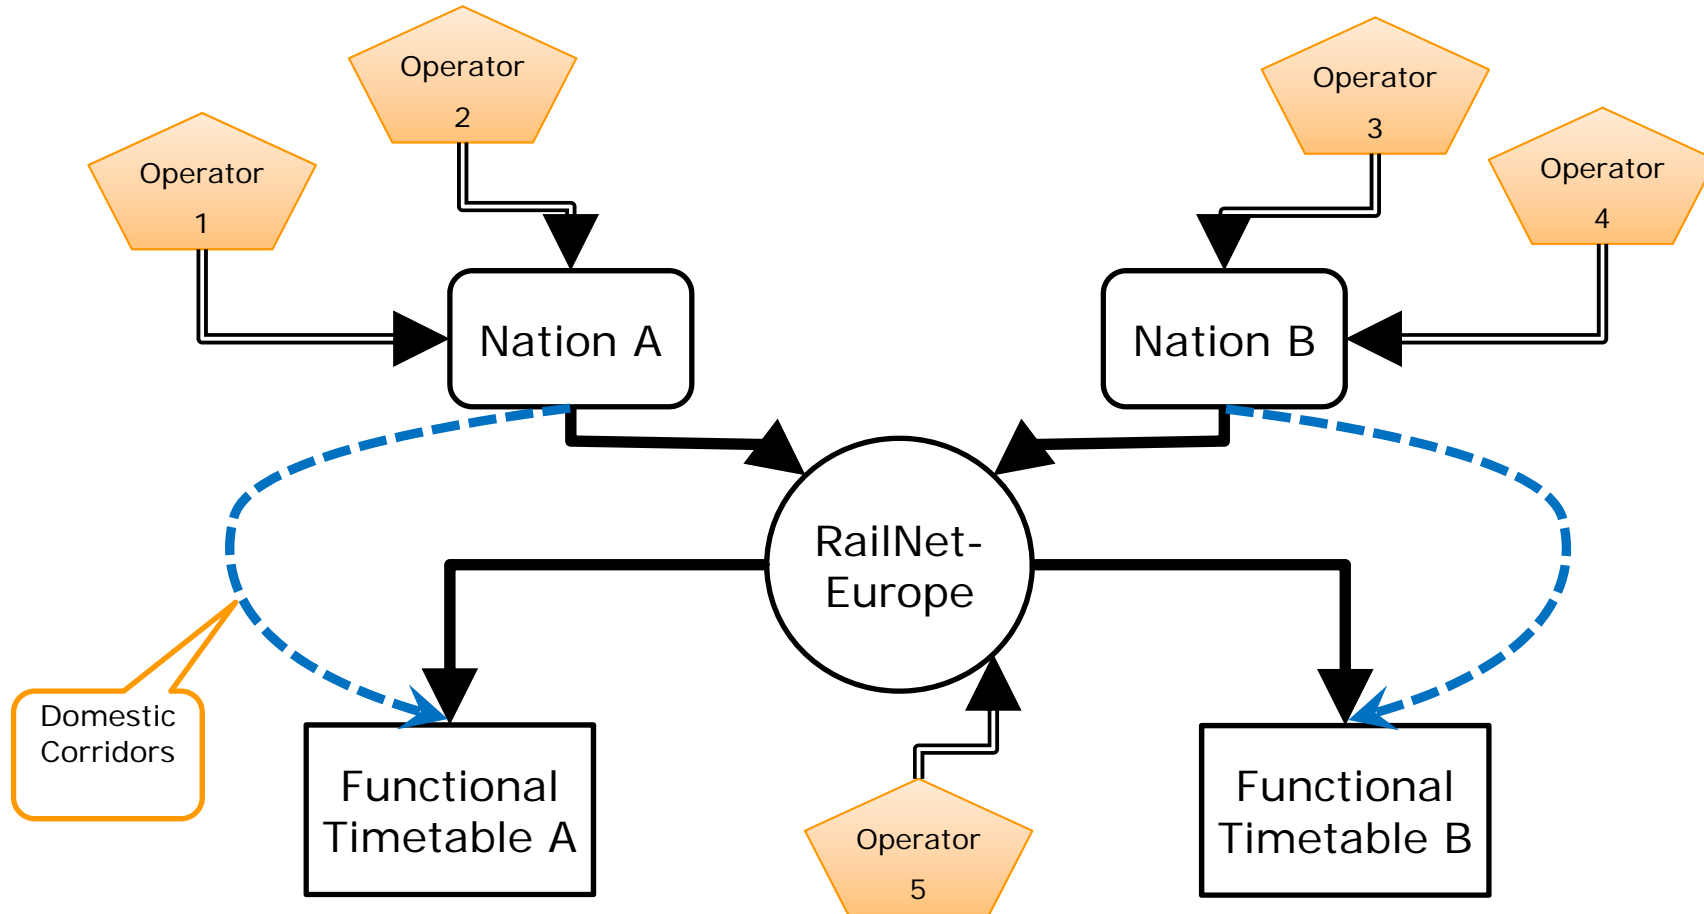 Operator
2
Operator
3
Operator
1
Operator
4
Nation A
Nation B
RailNet-
Europe
Domestic
Corridors
Functional
Timetable A
Functional
Timetable B
Operator
5